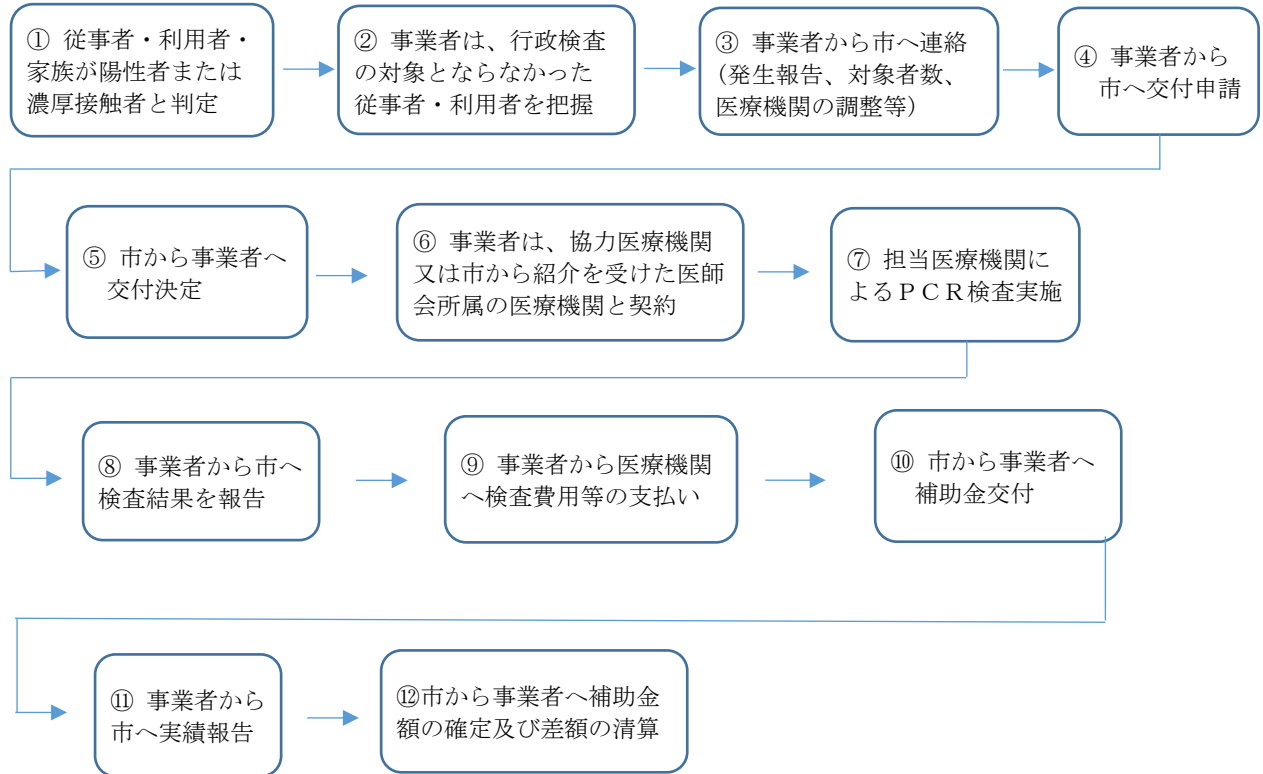 ① 従事者・利用者・
家族が陽性者または
濃厚接触者と判定
② 事業者は、行政検査
の対象とならなかった
従事者・利用者を把握
③ 事業者から市へ連絡
(発生報告、対象者数、
医療機関の調整等)
④ 事業者から
市へ交付申請
⑤ 市から事業者へ
交付決定
⑥ 事業者は、協力医療機関
又は市から紹介を受けた医師
会所属の医療機関と契約
⑦ 担当医療機関に
よるＰＣＲ検査実施
⑧ 事業者から市へ
検査結果を報告
⑨ 事業者から医療機関
へ検査費用等の支払い
⑩ 市から事業者へ
補助金交付
⑪ 事業者から
市へ実績報告
⑫市から事業者へ補助金
額の確定及び差額の清算